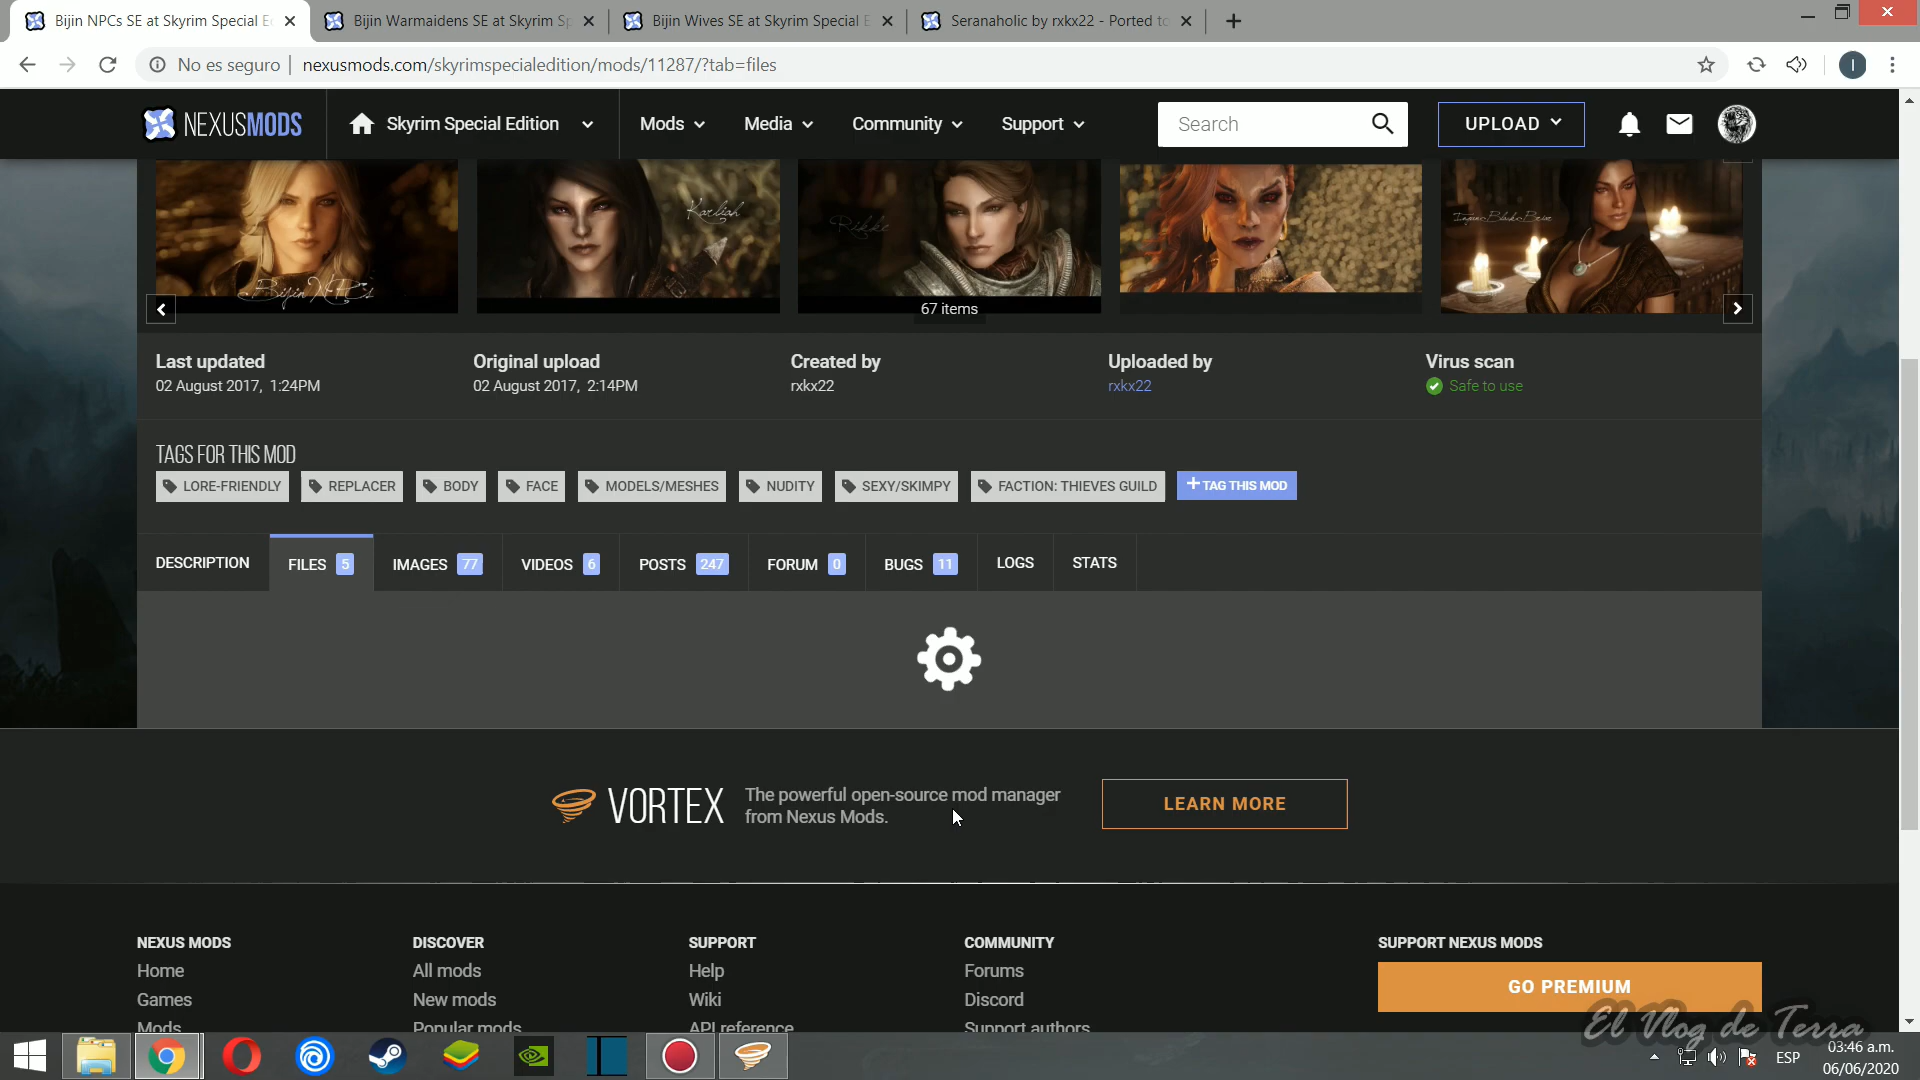 Bijin NPCs SE at Skyrim Special E
Bijin Warmaidens SE at Skyrim Sp
Bijin Wives SE at Skyrim Special E
Seranaholic by rxkx22 - Ported to
No es seguro
nexusmods.com/skyrimspecialedition/mods/11287/?tab=files
I
NEXUSMODS
Skyrim Special Edition
Mods
Media
Community
Support
Search
UPLOAD
Bijin NPCs
Karliah
Rikke
67 items
Last updated
02 August 2017, 1:24PM
Original upload
02 August 2017, 2:14PM
Created by
rxkx22
Uploaded by
rxkx22
Virus scan
Safe to use
TAGS FOR THIS MOD
LORE-FRIENDLY
REPLACER
BODY
FACE
MODELS/MESHES
NUDITY
SEXY/SKIMPY
FACTION: THIEVES GUILD
TAG THIS MOD
DESCRIPTION
FILES 5
IMAGES 77
VIDEOS 6
POSTS 247
FORUM 0
BUGS 11
LOGS
STATS
VORTEX
The powerful open-source mod manager
from Nexus Mods.
LEARN MORE
NEXUS MODS
Home
Games
Mods
DISCOVER
All mods
New mods
Popular mods
SUPPORT
Help
Wiki
API reference
COMMUNITY
Forums
Discord
Support authors
SUPPORT NEXUS MODS
GO PREMIUM
El Vlog de Terra
ESP
03:46 a.m.
06/06/2020